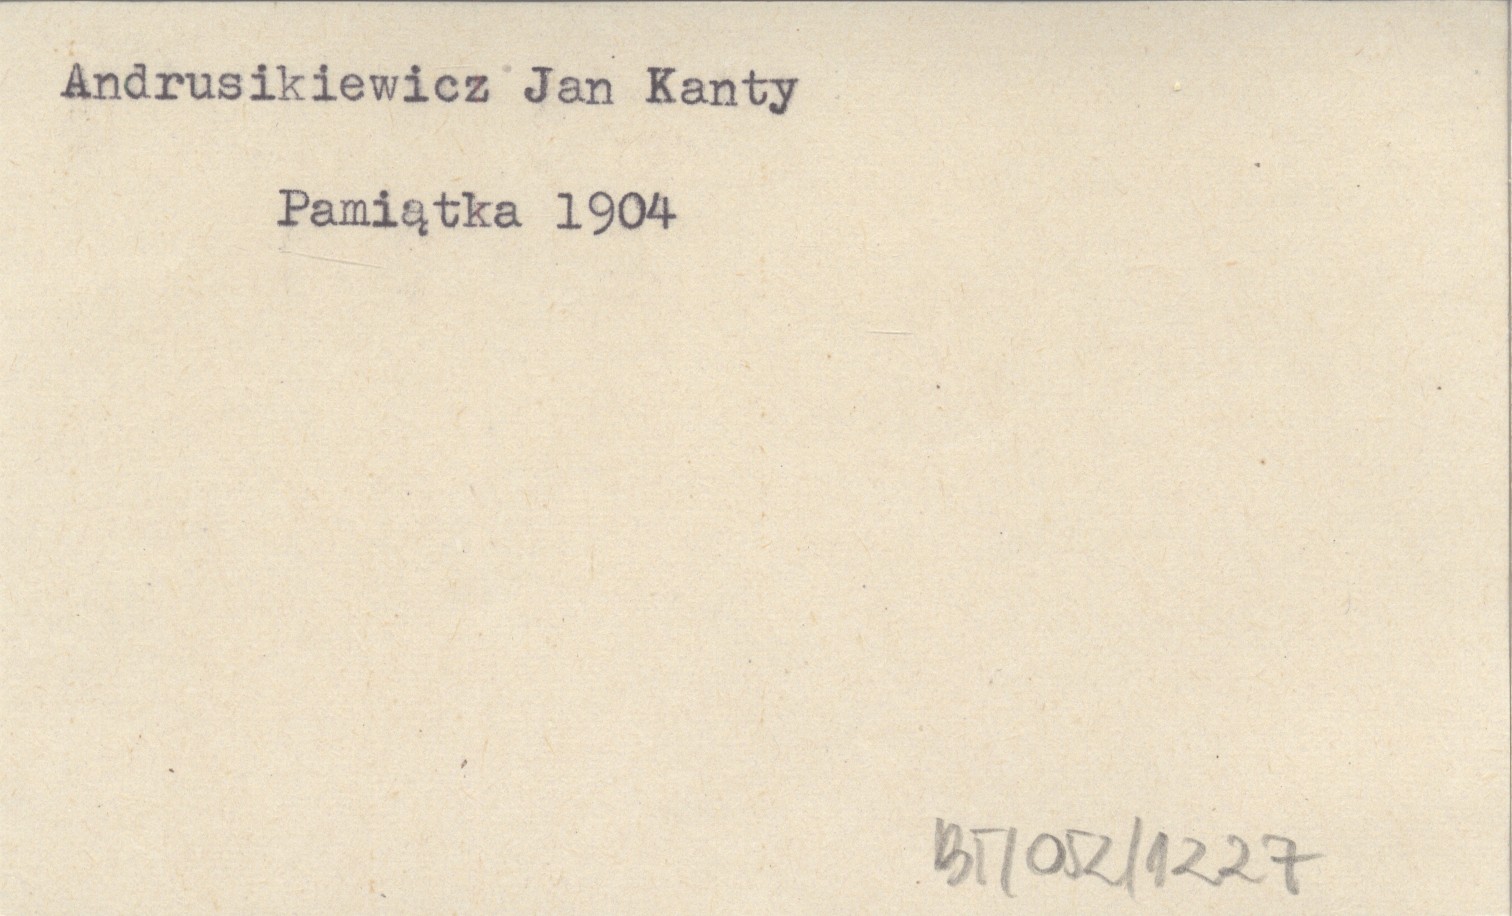 Andrusikiewicz Jan Kanty
Pamiątka 1904
BT/052/1227